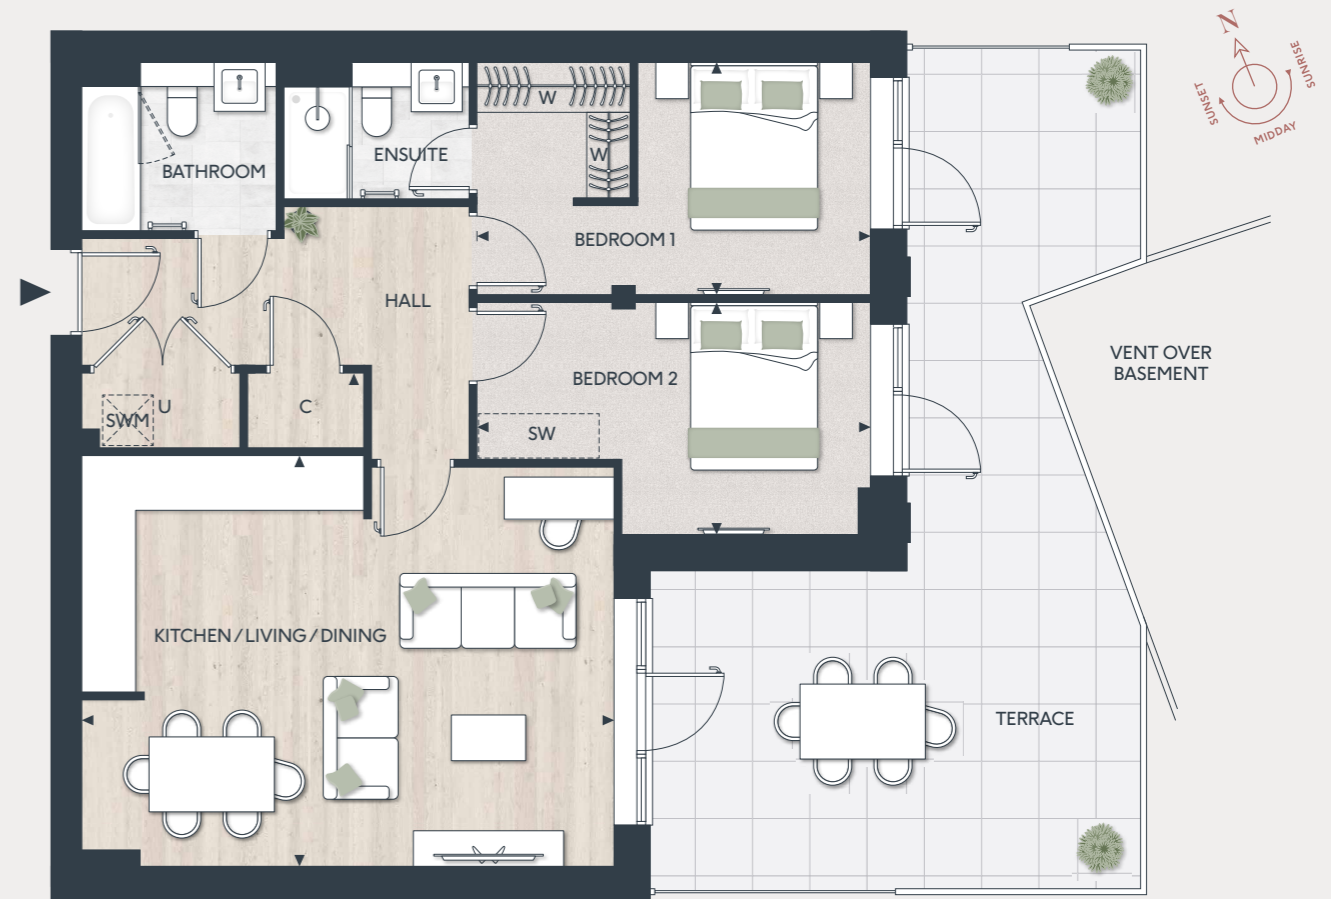 N
SUNRISE
SUNSET
MIDDAY
W
W
BATHROOM
ENSUITE
BEDROOM 1
HALL
VENT OVER
BASEMENT
BEDROOM 2
U
C
SWM
SW
KITCHEN / LIVING / DINING
TERRACE